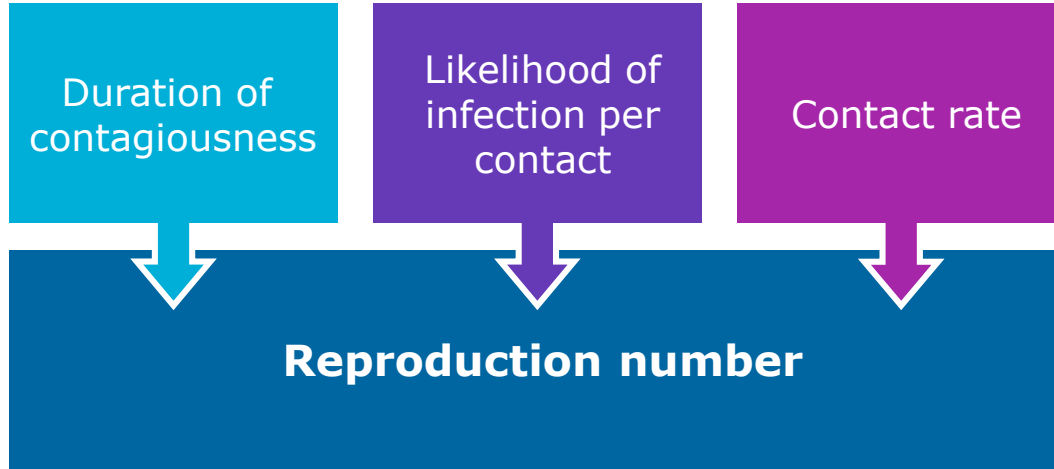 Duration of
contagiousness
Likelihood of
infection per
contact
Contact rate
Reproduction number